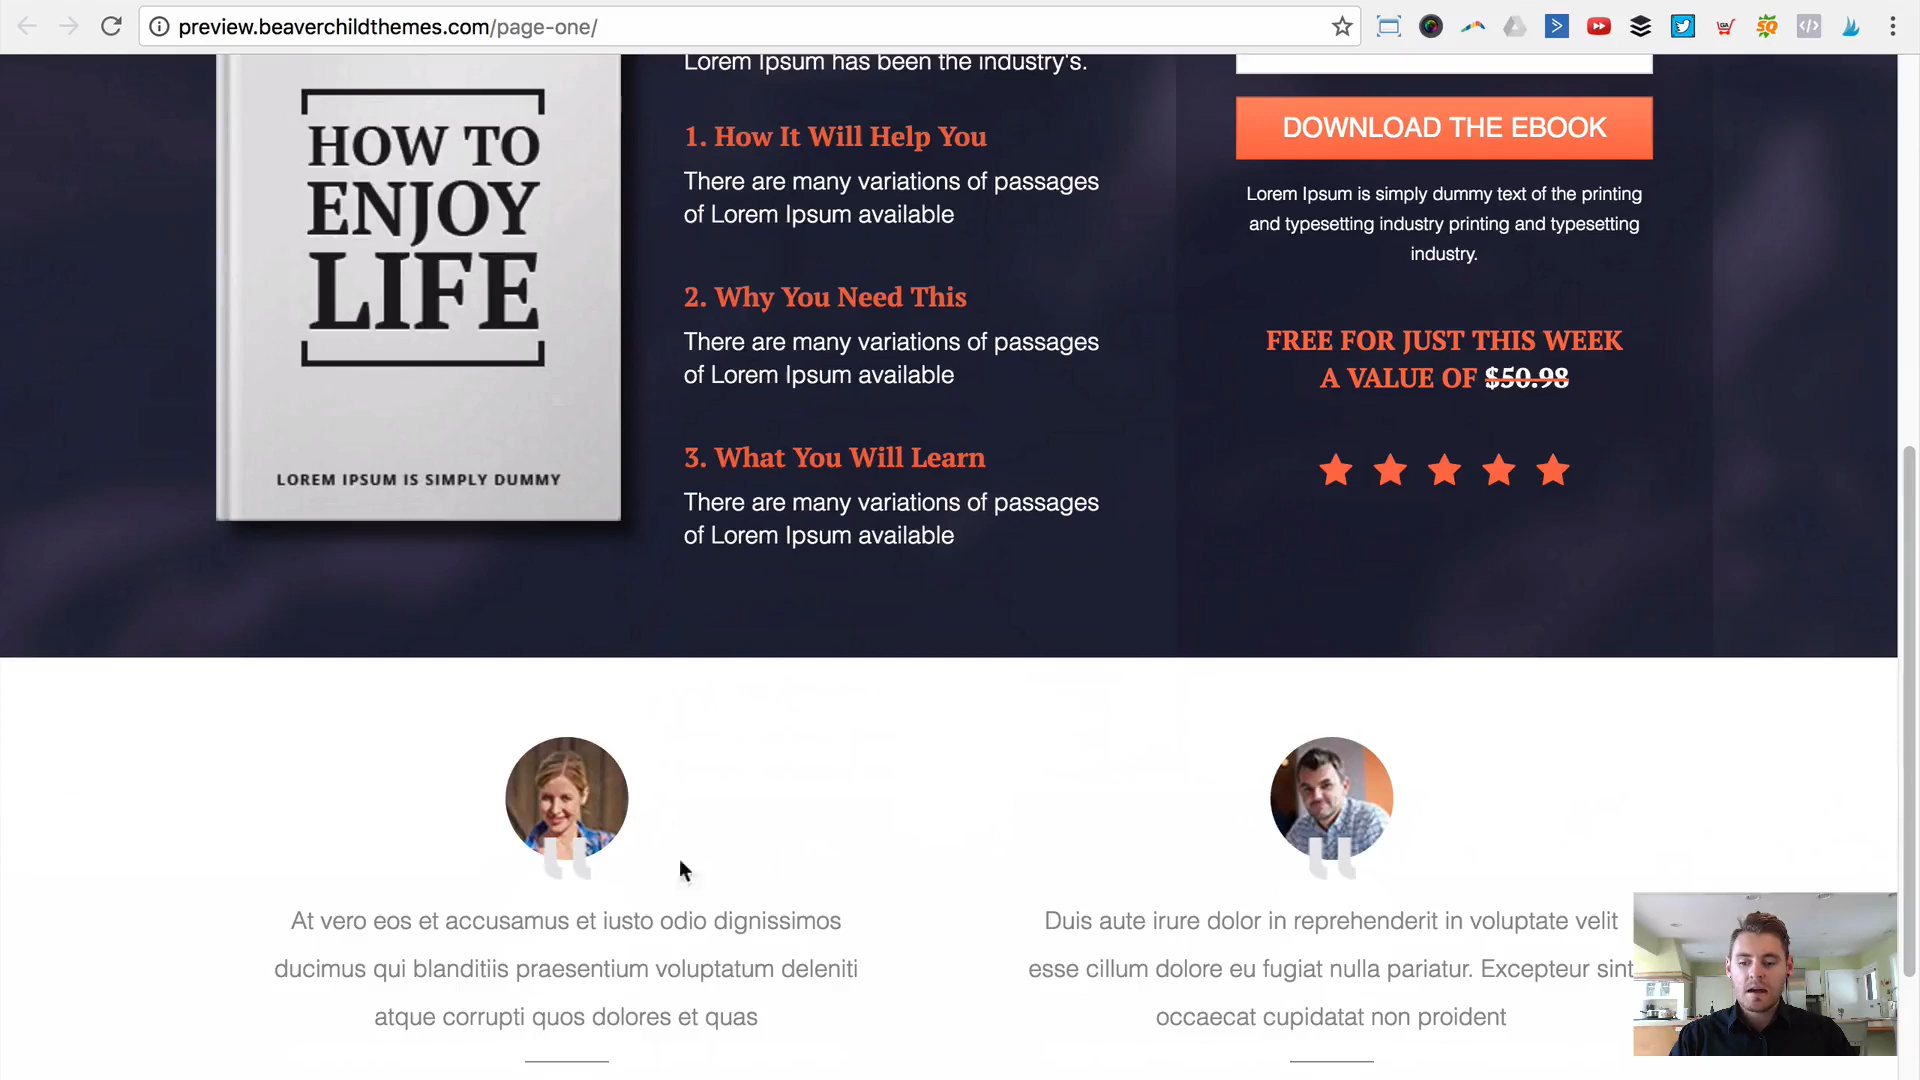 preview.beaverchildthemes.com/page-one/
Lorem Ipsum has been the industry's.
HOW TO
ENJOY
LIFE
LOREM IPSUM IS SIMPLY DUMMY
1. How It Will Help You
There are many variations of passages
of Lorem Ipsum available
2. Why You Need This
There are many variations of passages
of Lorem Ipsum available
3. What You Will Learn
There are many variations of passages
of Lorem Ipsum available
DOWNLOAD THE EBOOK
Lorem Ipsum is simply dummy text of the printing
and typesetting industry printing and typesetting
industry.
FREE FOR JUST THIS WEEK
A VALUE OF $50.98
At vero eos et accusamus et iusto odio dignissimos
ducimus qui blanditiis praesentium voluptatum deleniti
atque corrupti quos dolores et quas
Duis aute irure dolor in reprehenderit in voluptate velit
esse cillum dolore eu fugiat nulla pariatur. Excepteur sint
occaecat cupidatat non proident